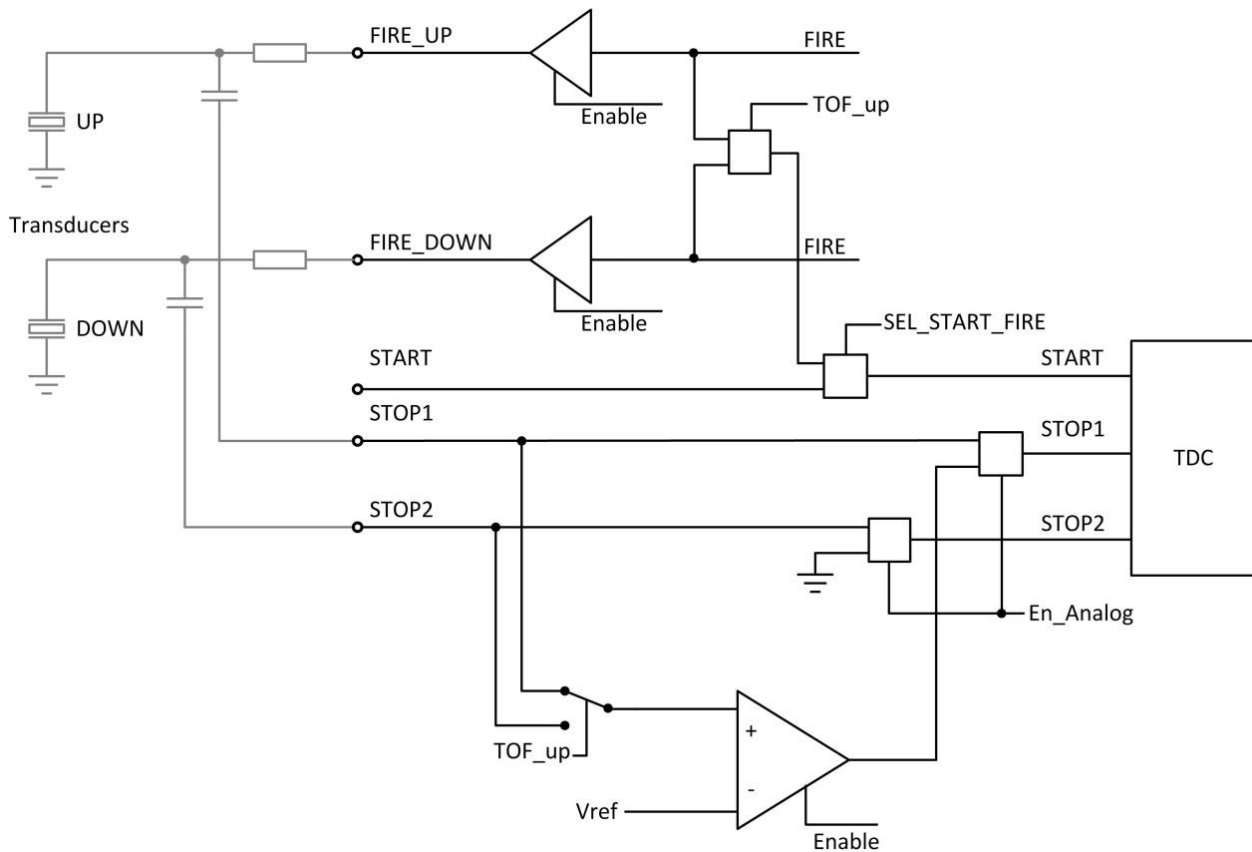 FIRE_UP
FIRE
Enable
TOF_up
UP
Transducers
FIRE_DOWN
FIRE
Enable
DOWN
SEL_START_FIRE
START
START
STOP1
STOP1
TDC
STOP2
STOP2
En_Analog
+
TOF_up
-
Vref
Enable